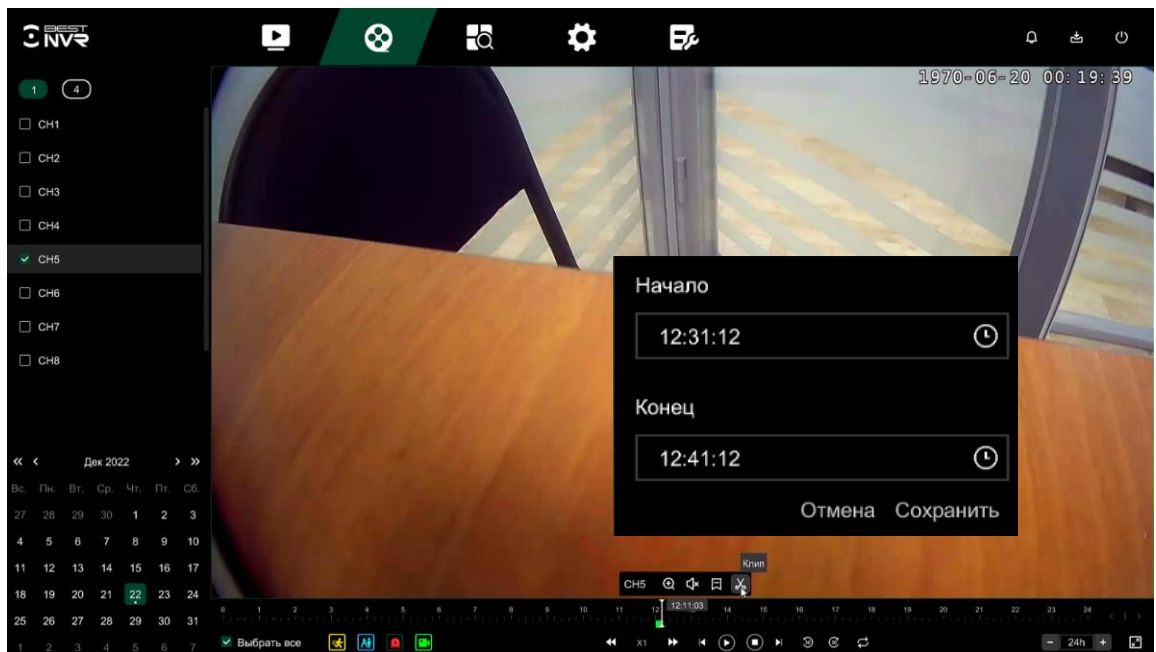 BEST
NVR
1970-06-20 00:19:39
1 4
CH1
CH2
CH3
CH4
CH5
CH6
CH7
CH8
Начало
12:31:12
Конец
12:41:12
Отмена Сохранить
« < Дек 2022 > »
Вс. Пн. Вт. Ср. Чт. Пт. Сб.
27 28 29 30 1 2 3
4 5 6 7 8 9 10
11 12 13 14 15 16 17
18 19 20 21 22 23 24
25 26 27 28 29 30 31
1 2 3 4 5 6 7
Клип
CH5
12:11:03
0 1 2 3 4 5 6 7 8 9 10 11 12 14 15 16 17 18 19 20 21 22 23 24
Выбрать все Ai X1 30 30 - 24h +